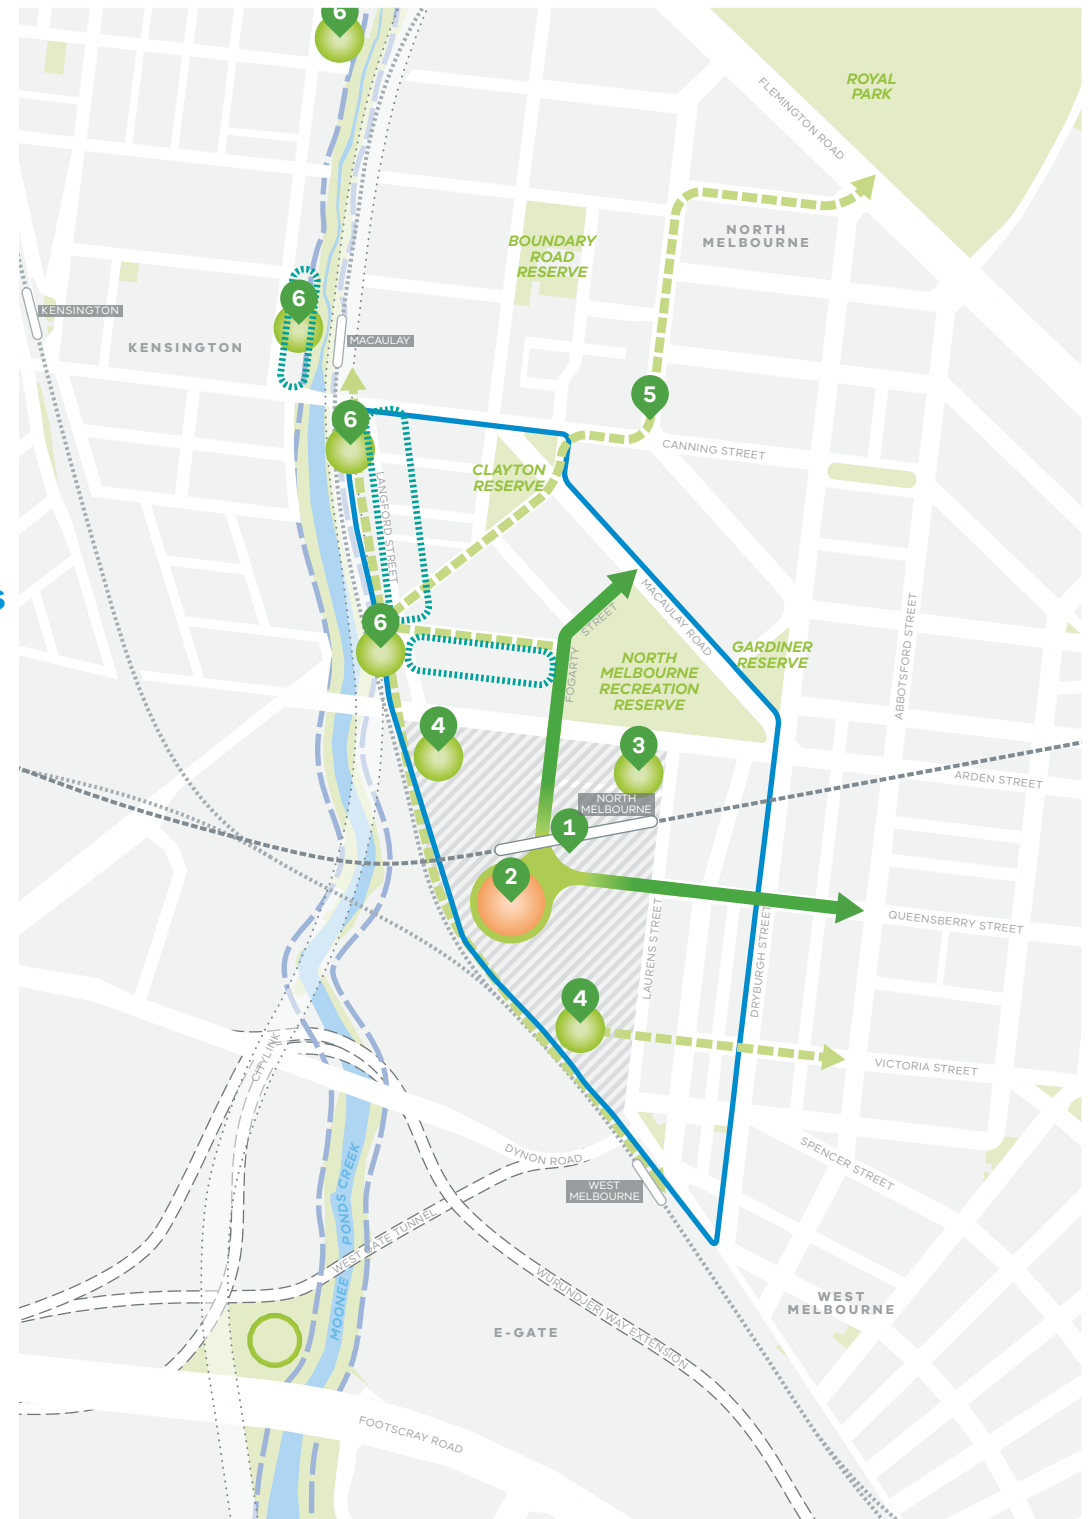 6
ROYAL
PARK
FLEMINGTON ROAD
NORTH
MELBOURNE
BOUNDARY
ROAD
RESERVE
6
KENSINGTON
KENSINGTON
MACAULAY
5
6
CANNING STREET
CLAYTON
RESERVE
LANGFORD STREET
S
MACAULAY ROAD
FOGARTY STREET
ABBOTSFORD STREET
6
GARDINER
RESERVE
NORTH
MELBOURNE
RECREATION
RESERVE
4
3
ARDEN STREET
NORTH
MELBOURNE
1
2
QUEENSBERRY STREET
LAURENS STREET
DRYBURGH STREET
4
CITYLINK
VICTORIA STREET
DYNON ROAD
SPENCER STREET
WEST
MELBOURNE
MOONEE PONDS CREEK
WEST GATE TUNNEL
WURUNDJERI WAY EXTENSION
WEST
MELBOURNE
E-GATE
FOOTSCRAY ROAD